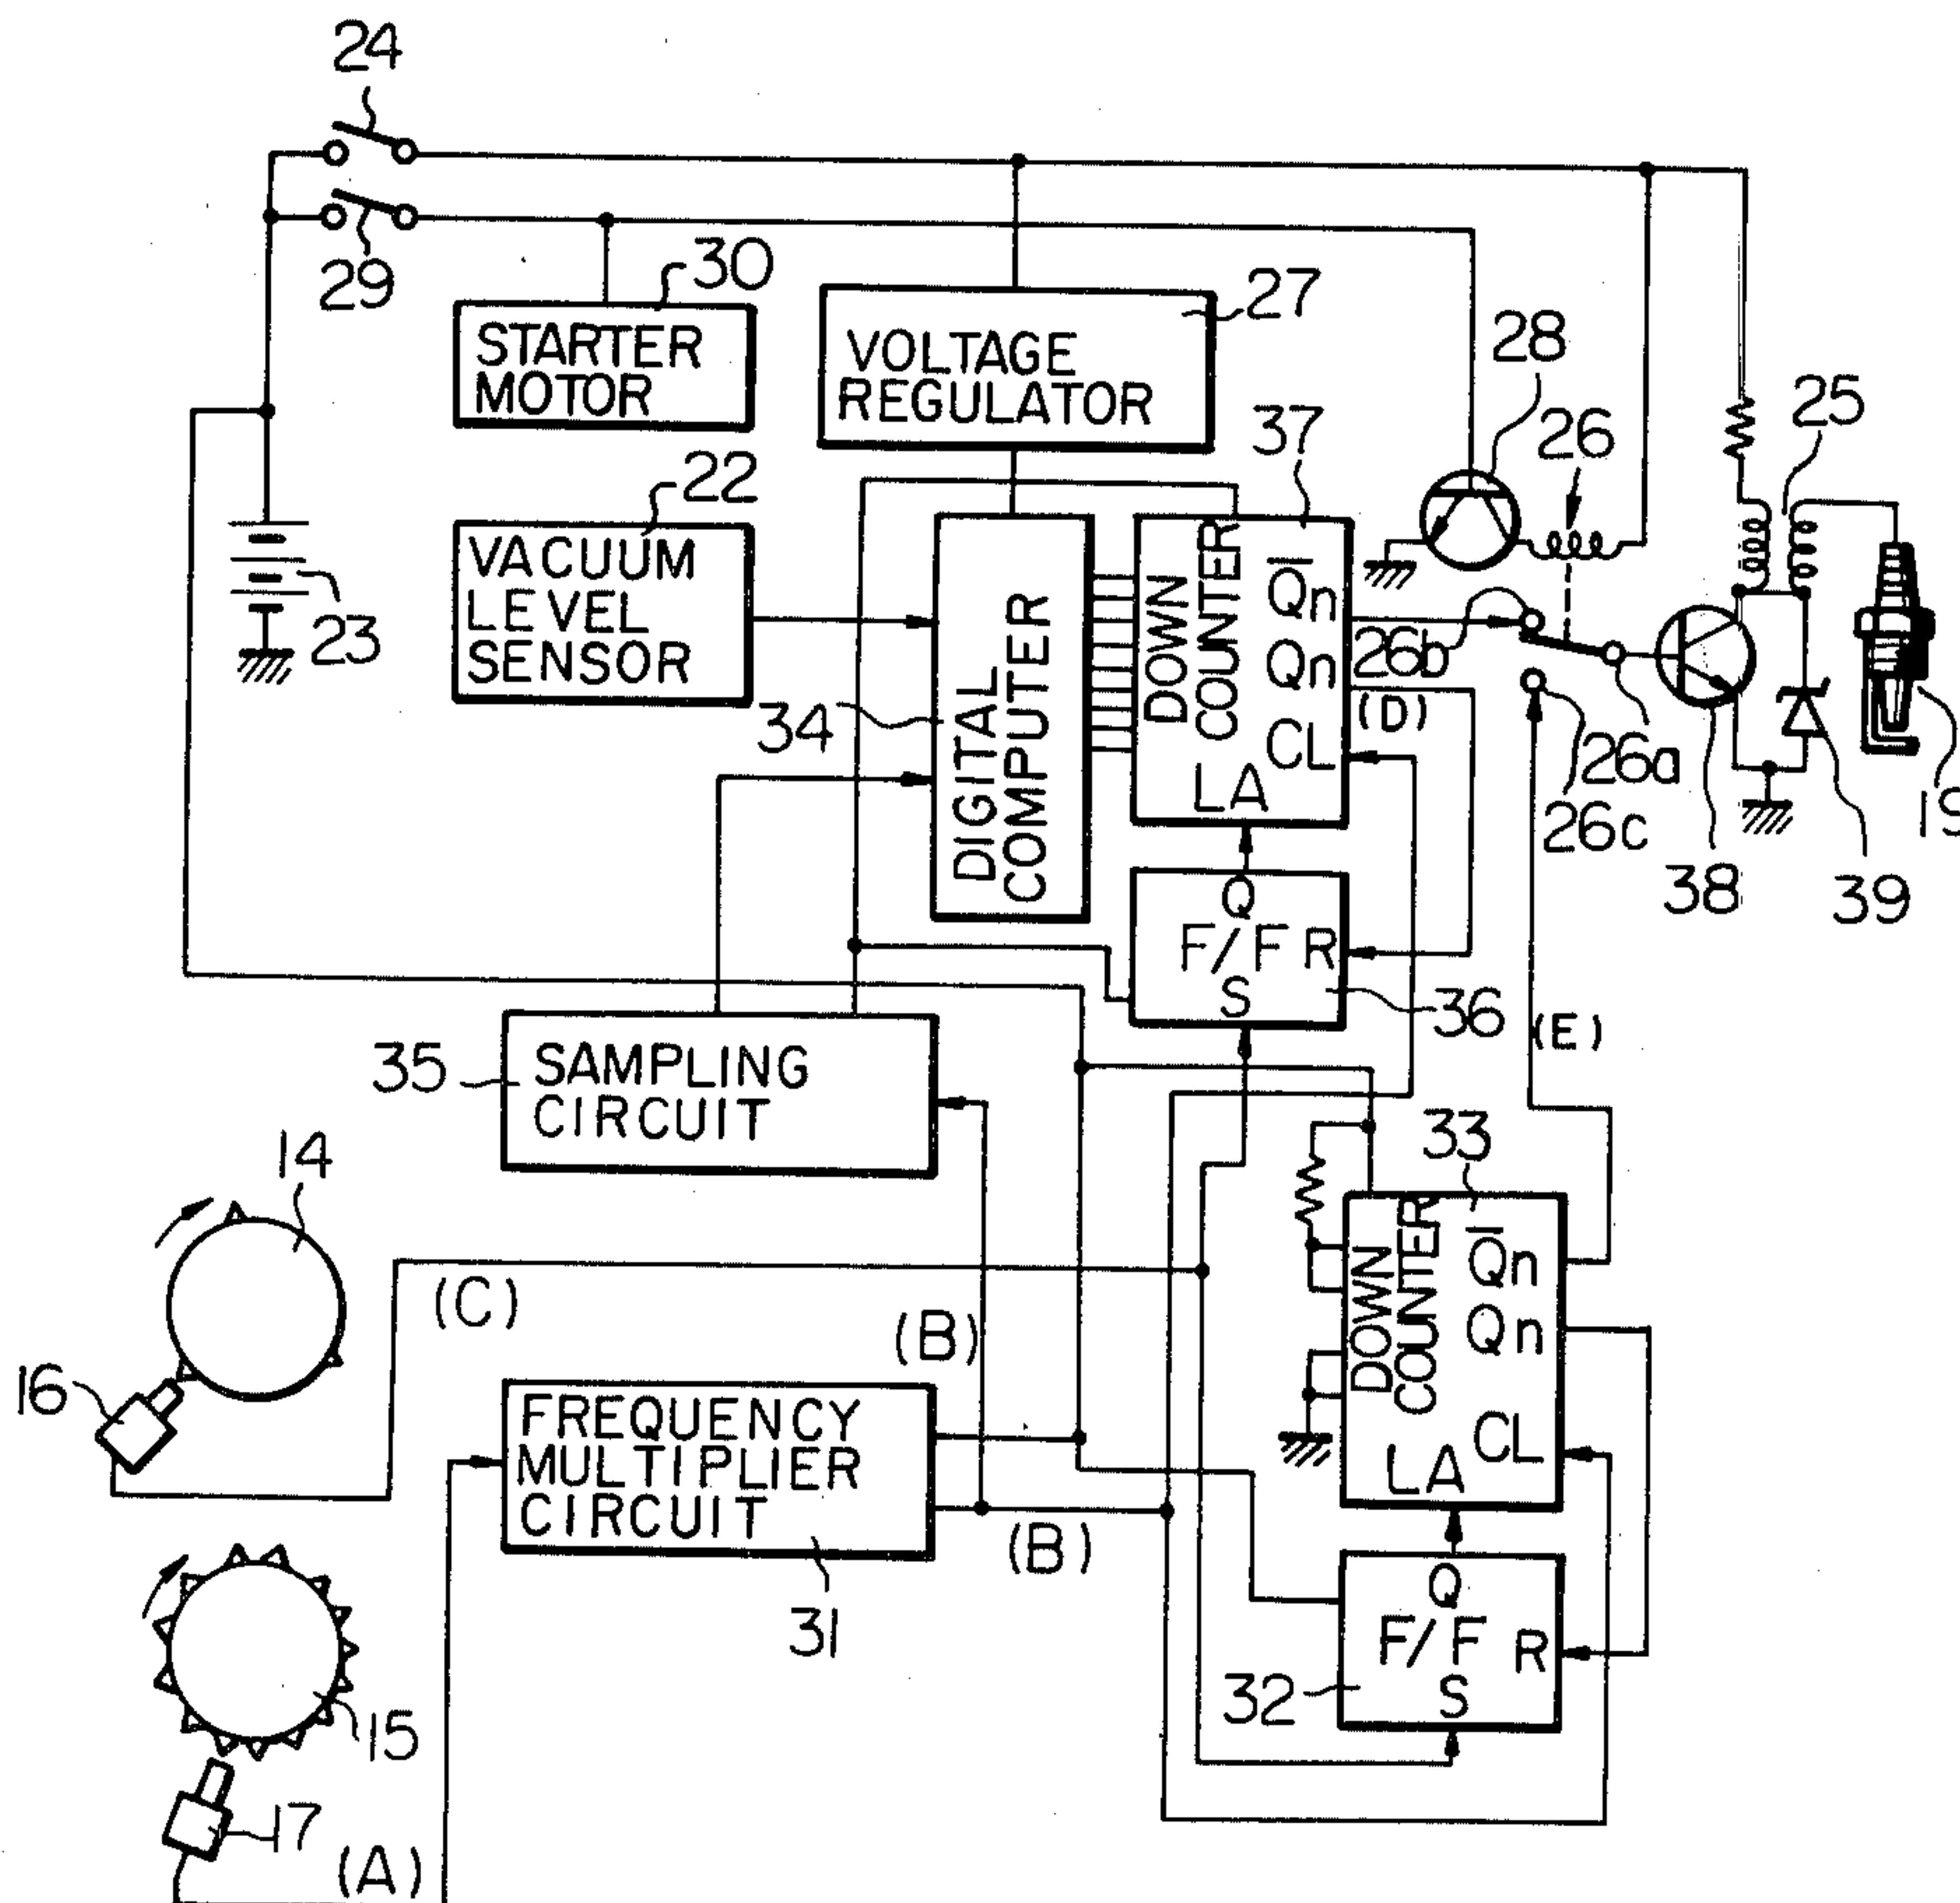 24
29
30
STARTER
MOTOR
27
VOLTAGE
REGULATOR
28
26
25
37
22
VACUUM
LEVEL
SENSOR
23
34
DIGITAL
COMPUTER
DOWN
COUNTER
Q̅n
Qn
CL
LA
26b
(D)
26a
26c
38
39
19
Q
F/F R
S
36
(E)
35
SAMPLING
CIRCUIT
14
33
16
(C)
(B)
DOWN
COUNTER
Q̅n
Qn
CL
LA
FREQUENCY
MULTIPLIER
CIRCUIT
(B)
31
15
Q
F/F R
S
32
17
(A)